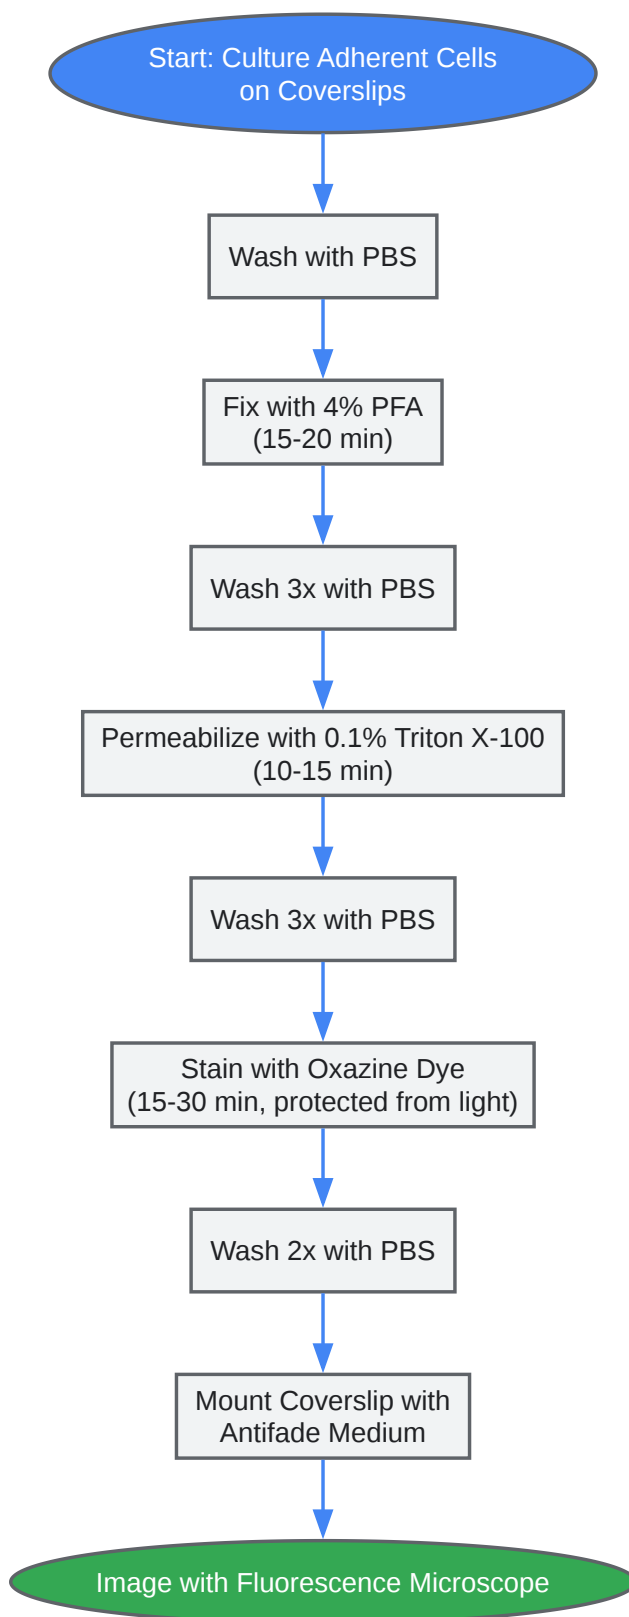 Start: Culture Adherent Cells
on Coverslips
Wash with PBS
Fix with 4% PFA
(15-20 min)
Wash 3x with PBS
Permeabilize with 0.1% Triton X-100
(10-15 min)
Wash 3x with PBS
Stain with Oxazine Dye
(15-30 min, protected from light)
Wash 2x with PBS
Mount Coverslip with
Antifade Medium
Image with Fluorescence Microscope